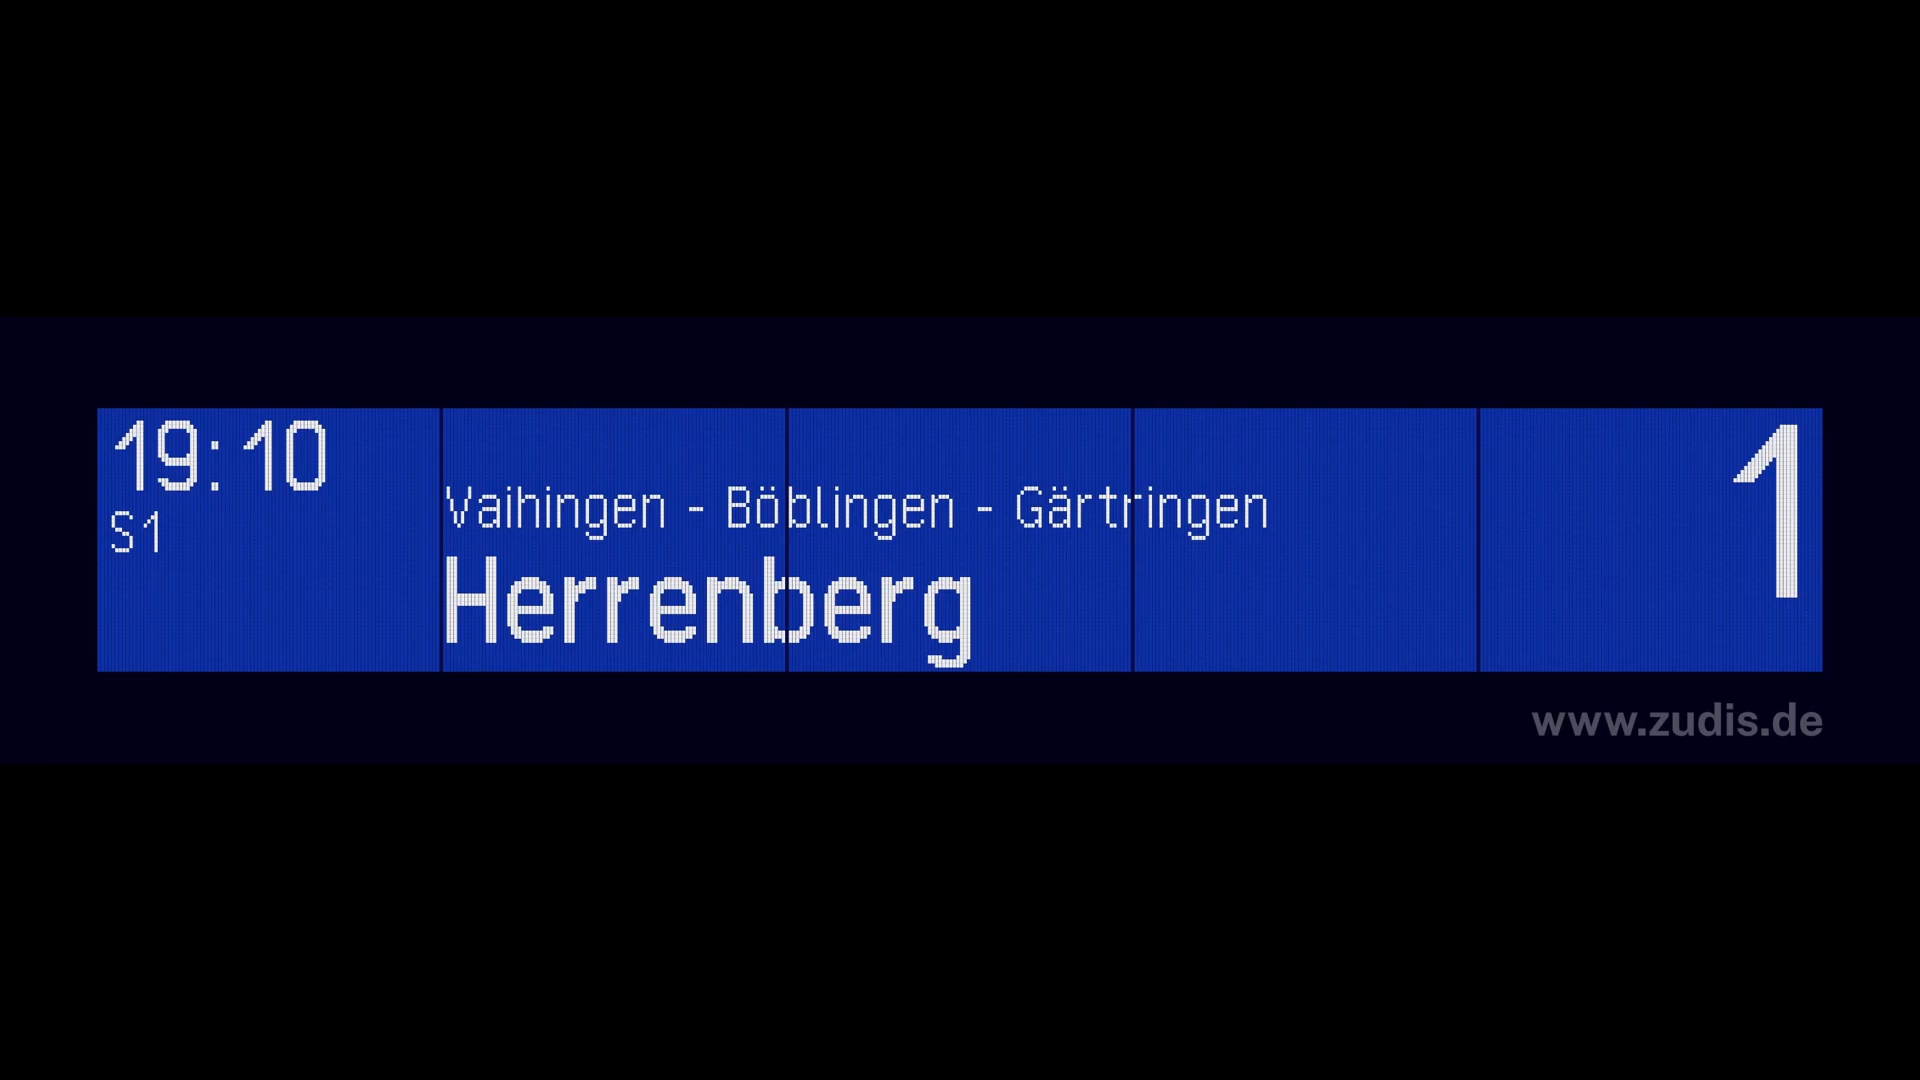 19:10
S1
Vaihingen - Böblingen - Gärtringen
Herrenberg
1
www.zudis.de